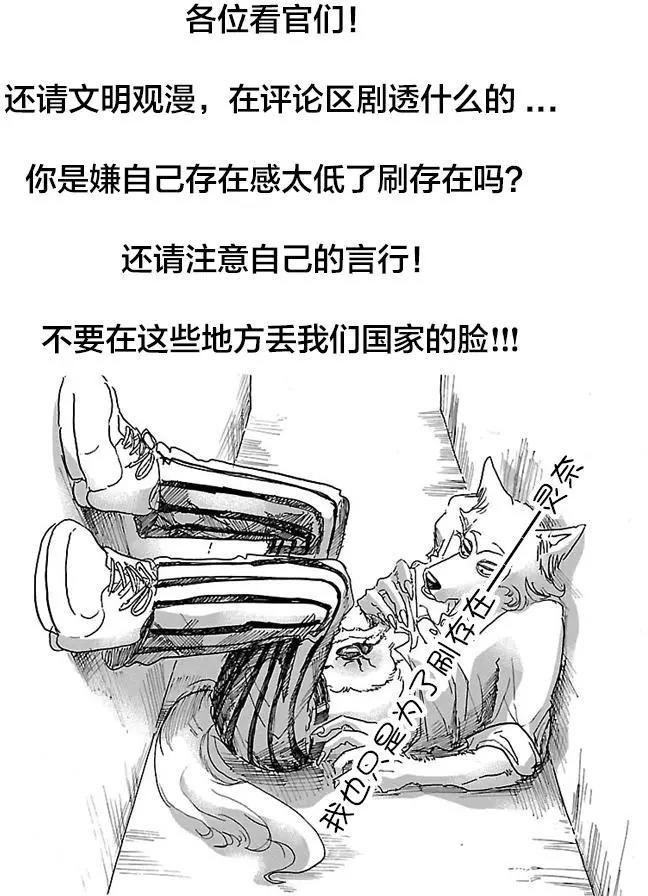 各位看官们！
还请文明观漫，在评论区剧透什么的 ...
你是嫌自己存在感太低了刷存在吗？
还请注意自己的言行！
不要在这些地方丢我们国家的脸!!!
我也只是为了刷存在——灵奈